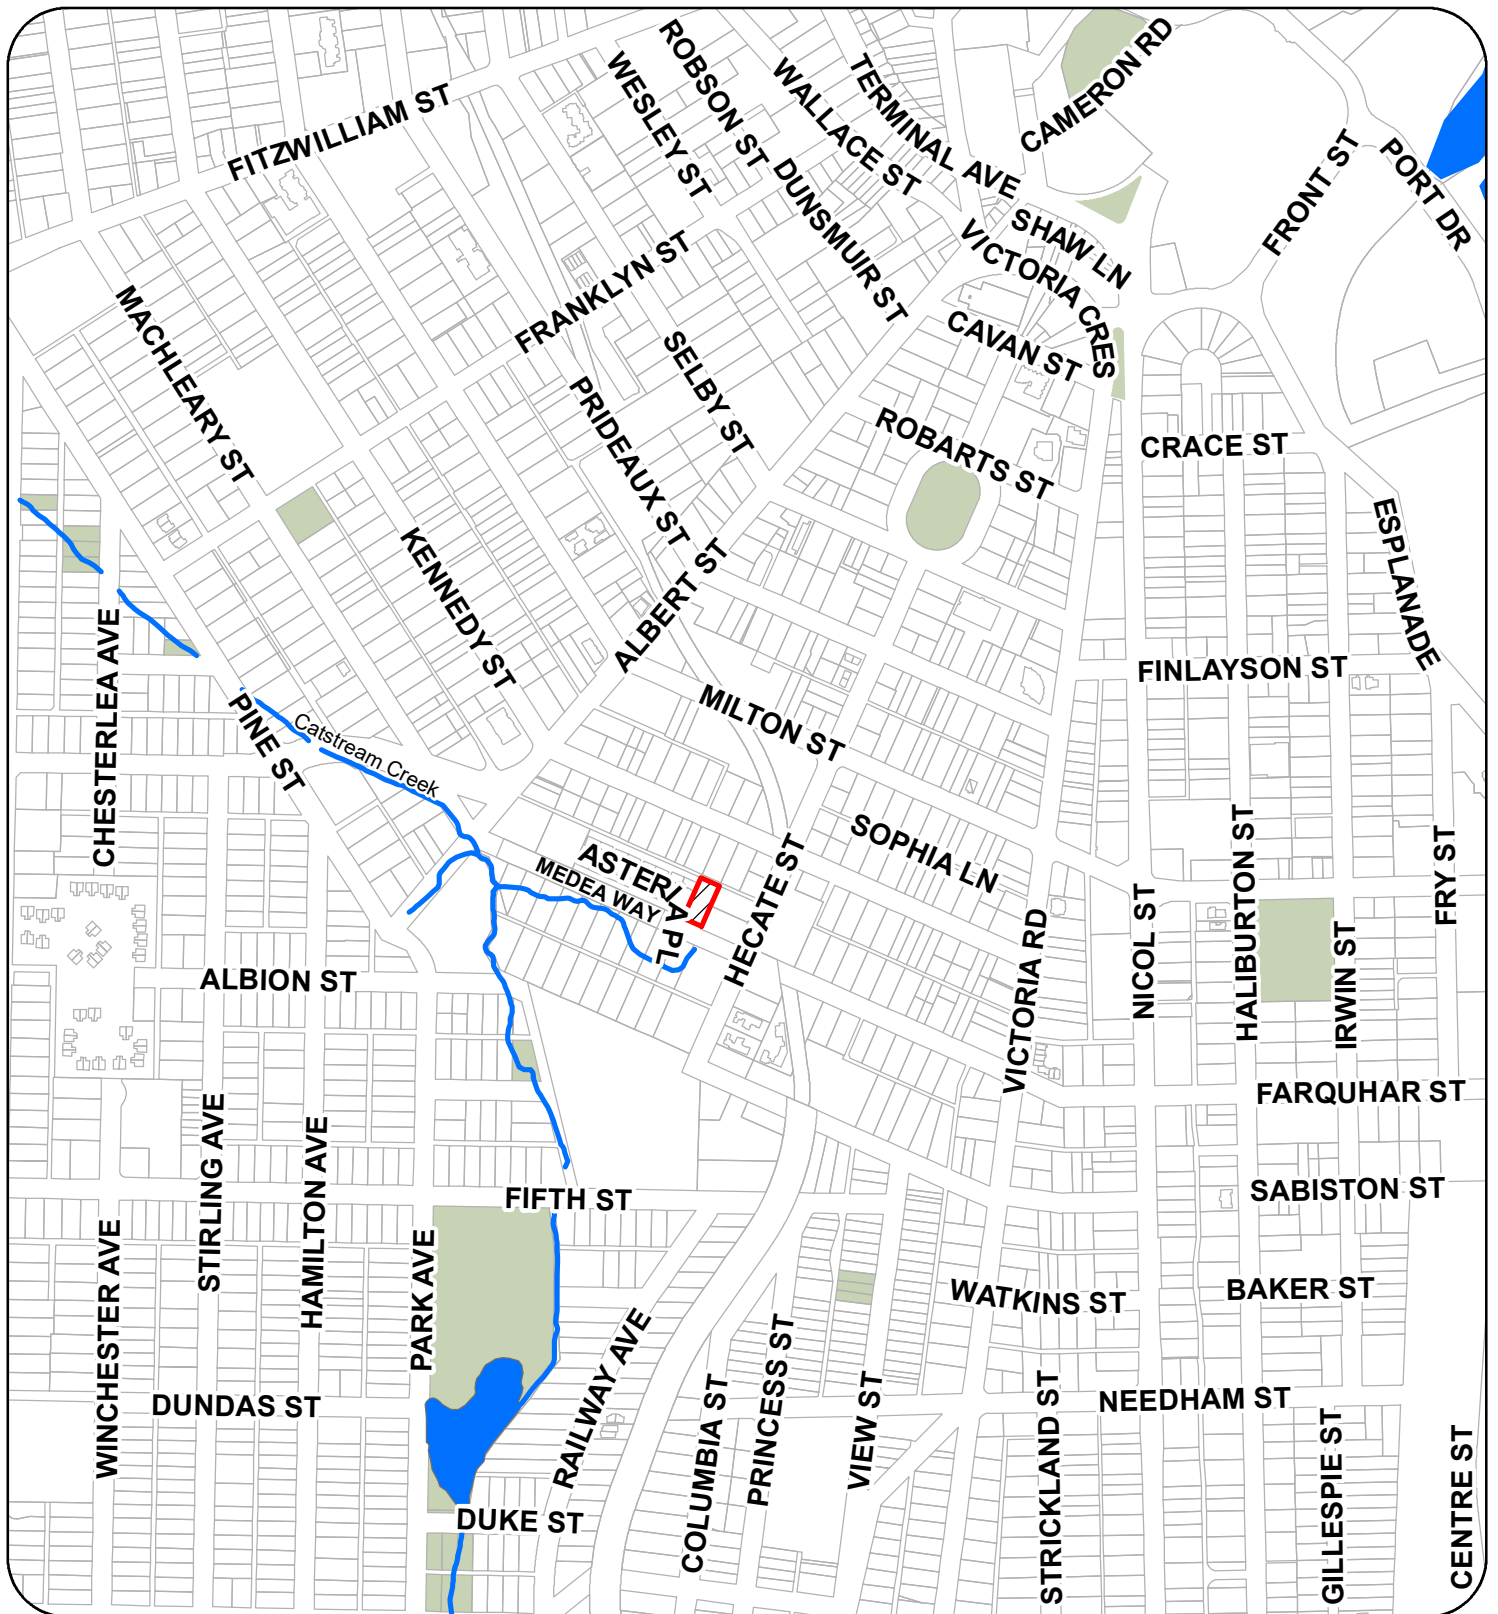 ROBSON ST
CAMERON RD
WESLEY ST
WALLACE ST
TERMINAL AVE
FITZWILLIAM ST
FRONT ST
PORT DR
DUNSMUIR ST
SHAW LN
VICTORIA CRES
FRANKLYN ST
MACHLEARY ST
CAVAN ST
SELBY ST
PRIDEAUX ST
ROBARTS ST
CRACE ST
ESPLANADE
KENNEDY ST
ALBERT ST
CHESTERLEA AVE
FINLAYSON ST
MILTON ST
PINE ST
Catstream Creek
SOPHIA LN
HALIBURTON ST
FRY ST
ASTERIA PL
MEDEA WAY
HECATE ST
NICOL ST
VICTORIA RD
IRWIN ST
ALBION ST
FARQUHAR ST
STIRLING AVE
HAMILTON AVE
FIFTH ST
SABISTON ST
WINCHESTER AVE
PARK AVE
WATKINS ST
BAKER ST
RAILWAY AVE
PRINCESS ST
COLUMBIA ST
VIEW ST
STRICKLAND ST
NEEDHAM ST
DUNDAS ST
GILLESPIE ST
CENTRE ST
DUKE ST